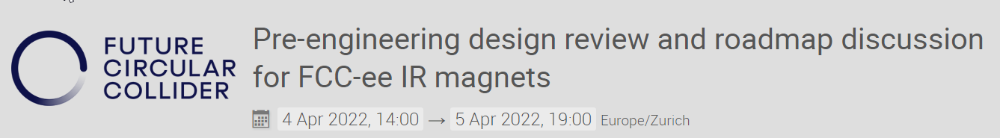 FUTURE
CIRCULAR
COLLIDER
Pre-engineering design review and roadmap discussion
for FCC-ee IR magnets
4 Apr 2022, 14:00 → 5 Apr 2022, 19:00 Europe/Zurich